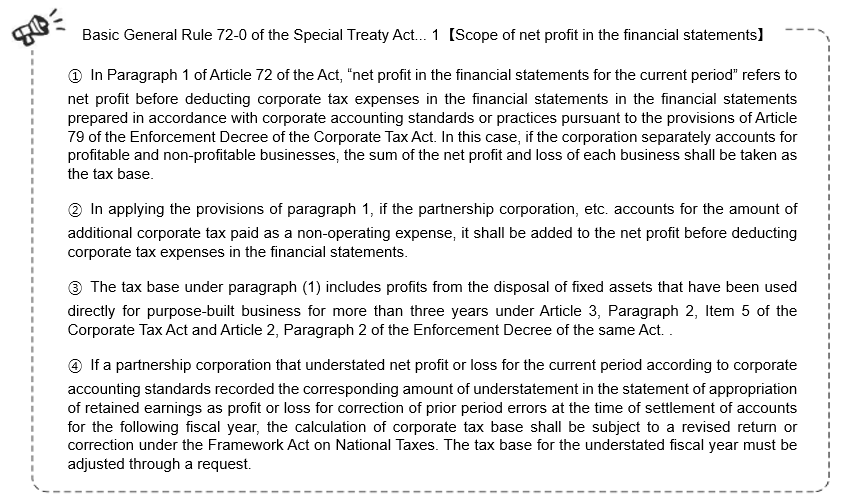 Basic General Rule 72-0 of the Special Treaty Act... 1 【Scope of net profit in the financial statements】
① In Paragraph 1 of Article 72 of the Act, “net profit in the financial statements for the current period” refers to
net profit before deducting corporate tax expenses in the financial statements in the financial statements
prepared in accordance with corporate accounting standards or practices pursuant to the provisions of Article
79 of the Enforcement Decree of the Corporate Tax Act. In this case, if the corporation separately accounts for
profitable and non-profitable businesses, the sum of the net profit and loss of each business shall be taken as
the tax base.
② In applying the provisions of paragraph 1, if the partnership corporation, etc. accounts for the amount of
additional corporate tax paid as a non-operating expense, it shall be added to the net profit before deducting
corporate tax expenses in the financial statements.
③ The tax base under paragraph (1) includes profits from the disposal of fixed assets that have been used
directly for purpose-built business for more than three years under Article 3, Paragraph 2, Item 5 of the
Corporate Tax Act and Article 2, Paragraph 2 of the Enforcement Decree of the same Act. .
④ If a partnership corporation that understated net profit or loss for the current period according to corporate
accounting standards recorded the corresponding amount of understatement in the statement of appropriation
of retained earnings as profit or loss for correction of prior period errors at the time of settlement of accounts
for the following fiscal year, the calculation of corporate tax base shall be subject to a revised return or
correction under the Framework Act on National Taxes. The tax base for the understated fiscal year must be
adjusted through a request.